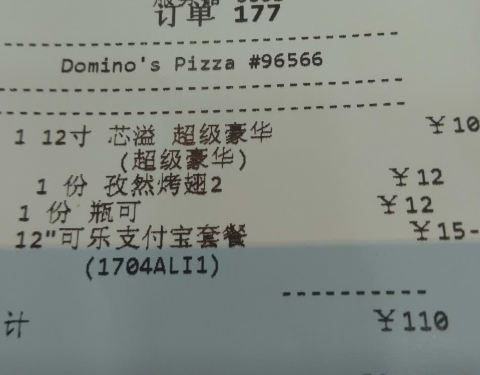 订单 177
Domino's Pizza #96566
1 12寸 芯溢 超级豪华 ¥10
(超级豪华)
1 份 孜然烤翅2 ¥12
1 份 瓶可 ¥12
12"可乐支付宝套餐 ¥15-
(1704ALI1)
计 ¥110